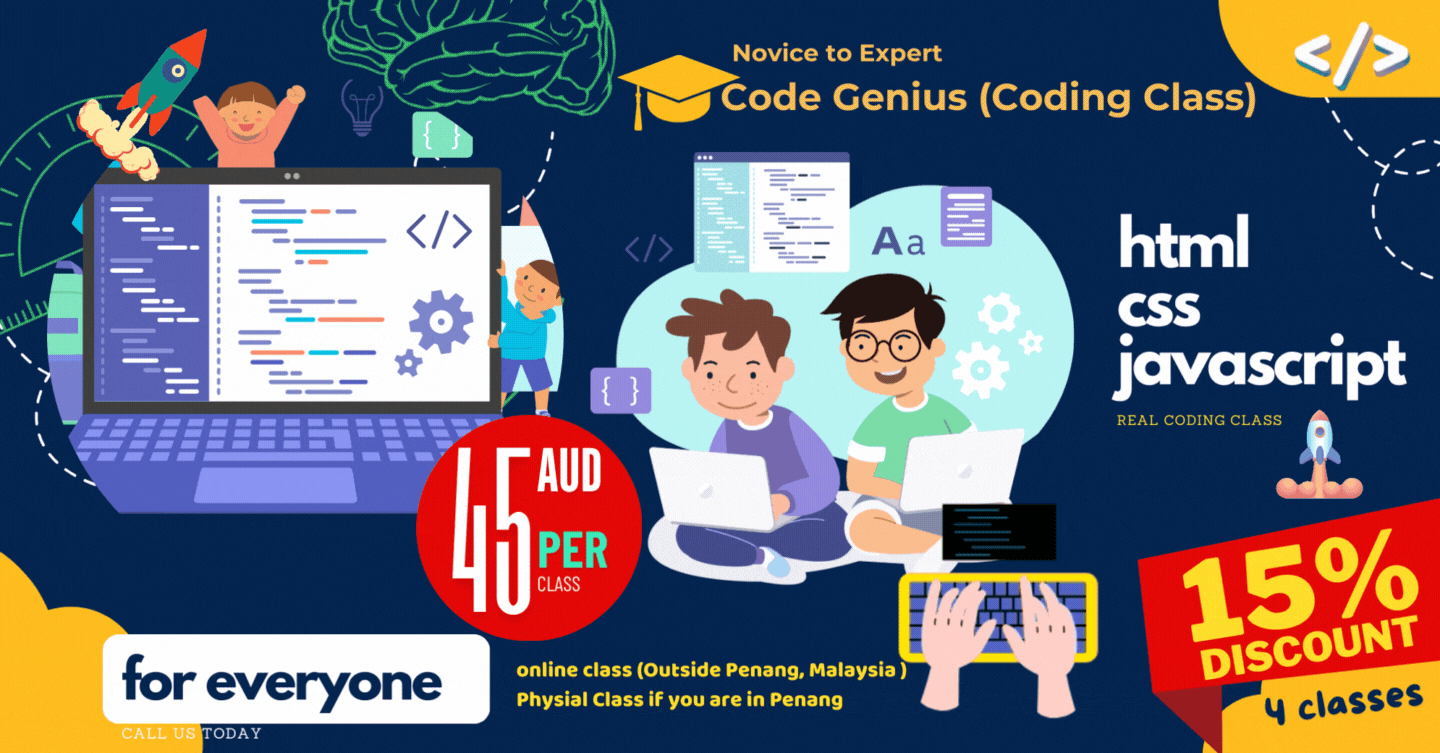 Novice to Expert
Code Genius (Coding Class)
</>
{ }
</>
</>
Aa
{ }
html
css
javascript
REAL CODING CLASS
45 AUD
PER
CLASS
15%
DISCOUNT
4 classes
for everyone
CALL US TODAY
online class (Outside Penang, Malaysia )
Physial Class if you are in Penang